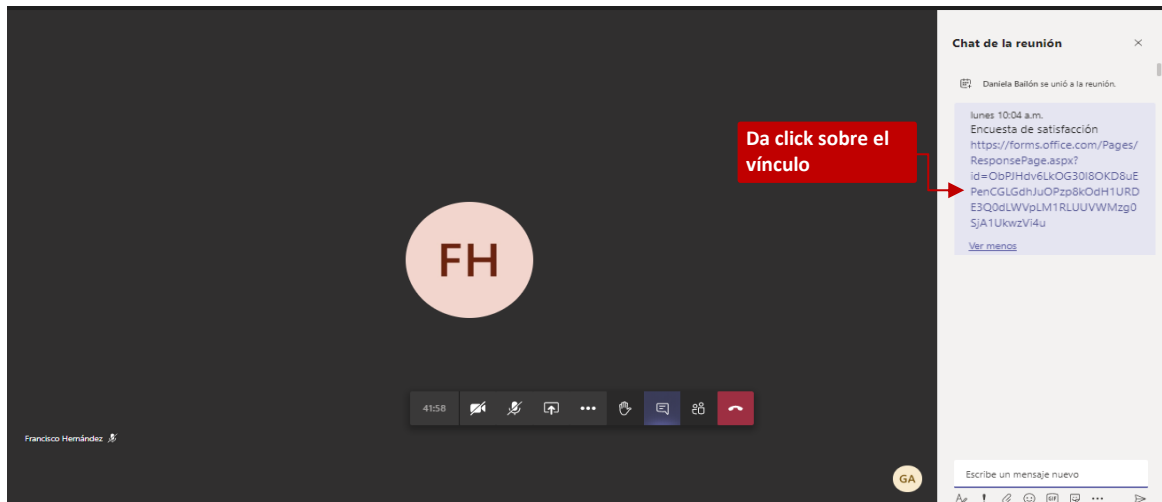 Chat de la reunión
Daniela Bailón se unió a la reunión.
lunes 10:04 a.m.
Encuesta de satisfacción
https://forms.office.com/Pages/
ResponsePage.aspx?
id=ObPJHdv6LkOG30I8OKD8uE
PenCGLGdhJuOPzp8kOdH1URD
E3Q0dLWVpLM1RLUUVWMzg0
SjA1UkwzVi4u
Ver menos
Da click sobre el
vínculo
FH
41:58
Francisco Hernández
GA
Escribe un mensaje nuevo
GIF